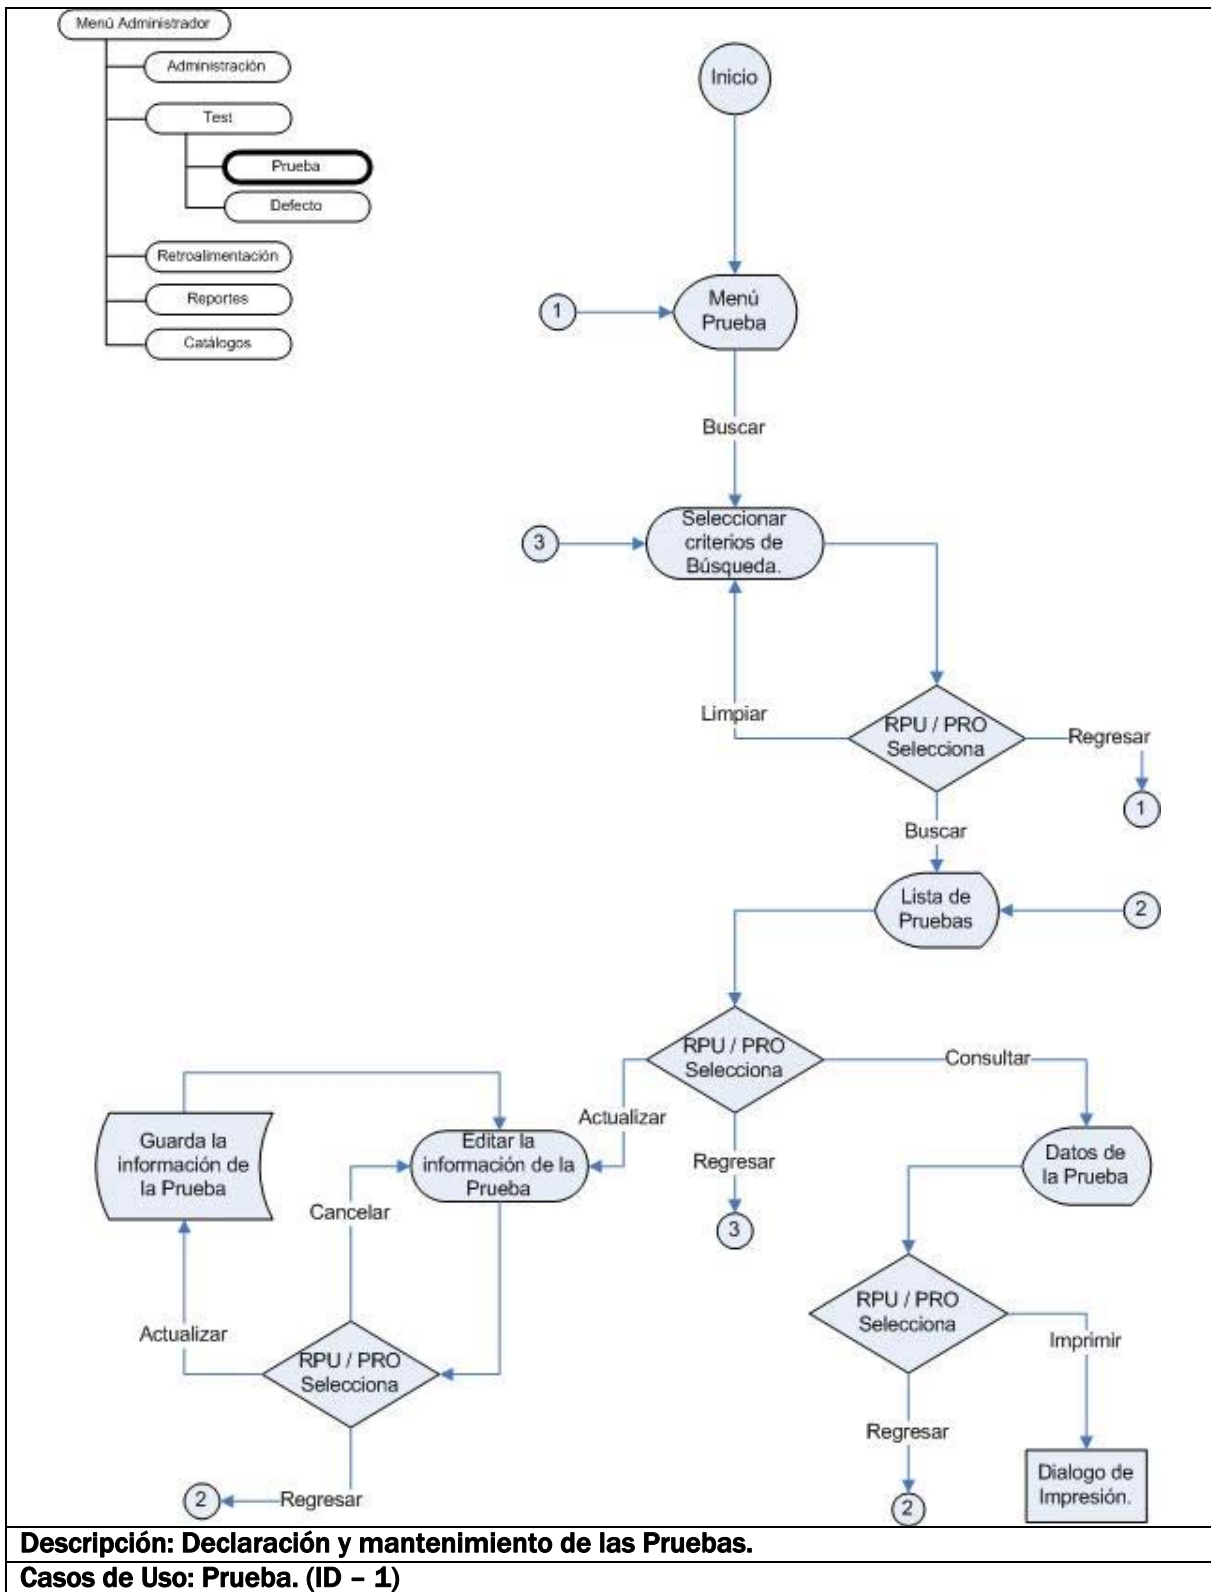 Menú Administrador
Administración
Test
Prueba
Defecto
Retroalimentación
Reportes
Catálogos
Inicio
1
Menú
Prueba
Buscar
3
Seleccionar
criterios de
Búsqueda.
Limpiar
RPU / PRO
Selecciona
Regresar
1
Buscar
Lista de
Pruebas
2
RPU / PRO
Selecciona
Consultar
Actualizar
Regresar
3
Guarda la
información de
la Prueba
Editar la
información de la
Prueba
Cancelar
Actualizar
RPU / PRO
Selecciona
2
Regresar
Datos de
la Prueba
RPU / PRO
Selecciona
Imprimir
Regresar
2
Dialogo de
Impresión.
Descripción: Declaración y mantenimiento de las Pruebas.
Casos de Uso: Prueba. (ID – 1)